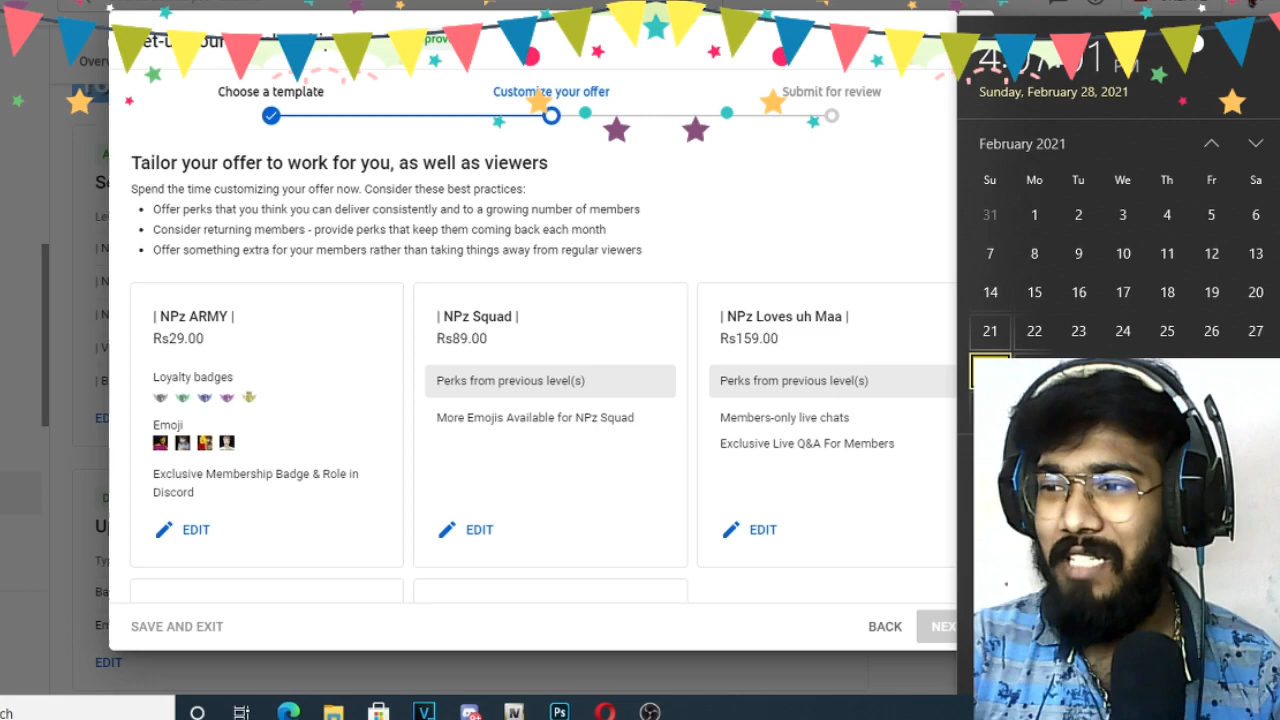 Choose a template
Customize your offer
Submit for review
Tailor your offer to work for you, as well as viewers
Spend the time customizing your offer now. Consider these best practices:
• Offer perks that you think you can deliver consistently and to a growing number of members
• Consider returning members - provide perks that keep them coming back each month
• Offer something extra for your members rather than taking things away from regular viewers
| NPz ARMY |
Rs29.00
Loyalty badges
Emoji
Exclusive Membership Badge & Role in
Discord
EDIT
| NPz Squad |
Rs89.00
Perks from previous level(s)
More Emojis Available for NPz Squad
EDIT
| NPz Loves uh Maa |
Rs159.00
Perks from previous level(s)
Members-only live chats
Exclusive Live Q&A For Members
EDIT
SAVE AND EXIT
BACK
EDIT
Sunday, February 28, 2021
February 2021
Su Mo Tu We Th Fr Sa
31 1 2 3 4 5 6
7 8 9 10 11 12 13
14 15 16 17 18 19 20
21 22 23 24 25 26 27
Ps